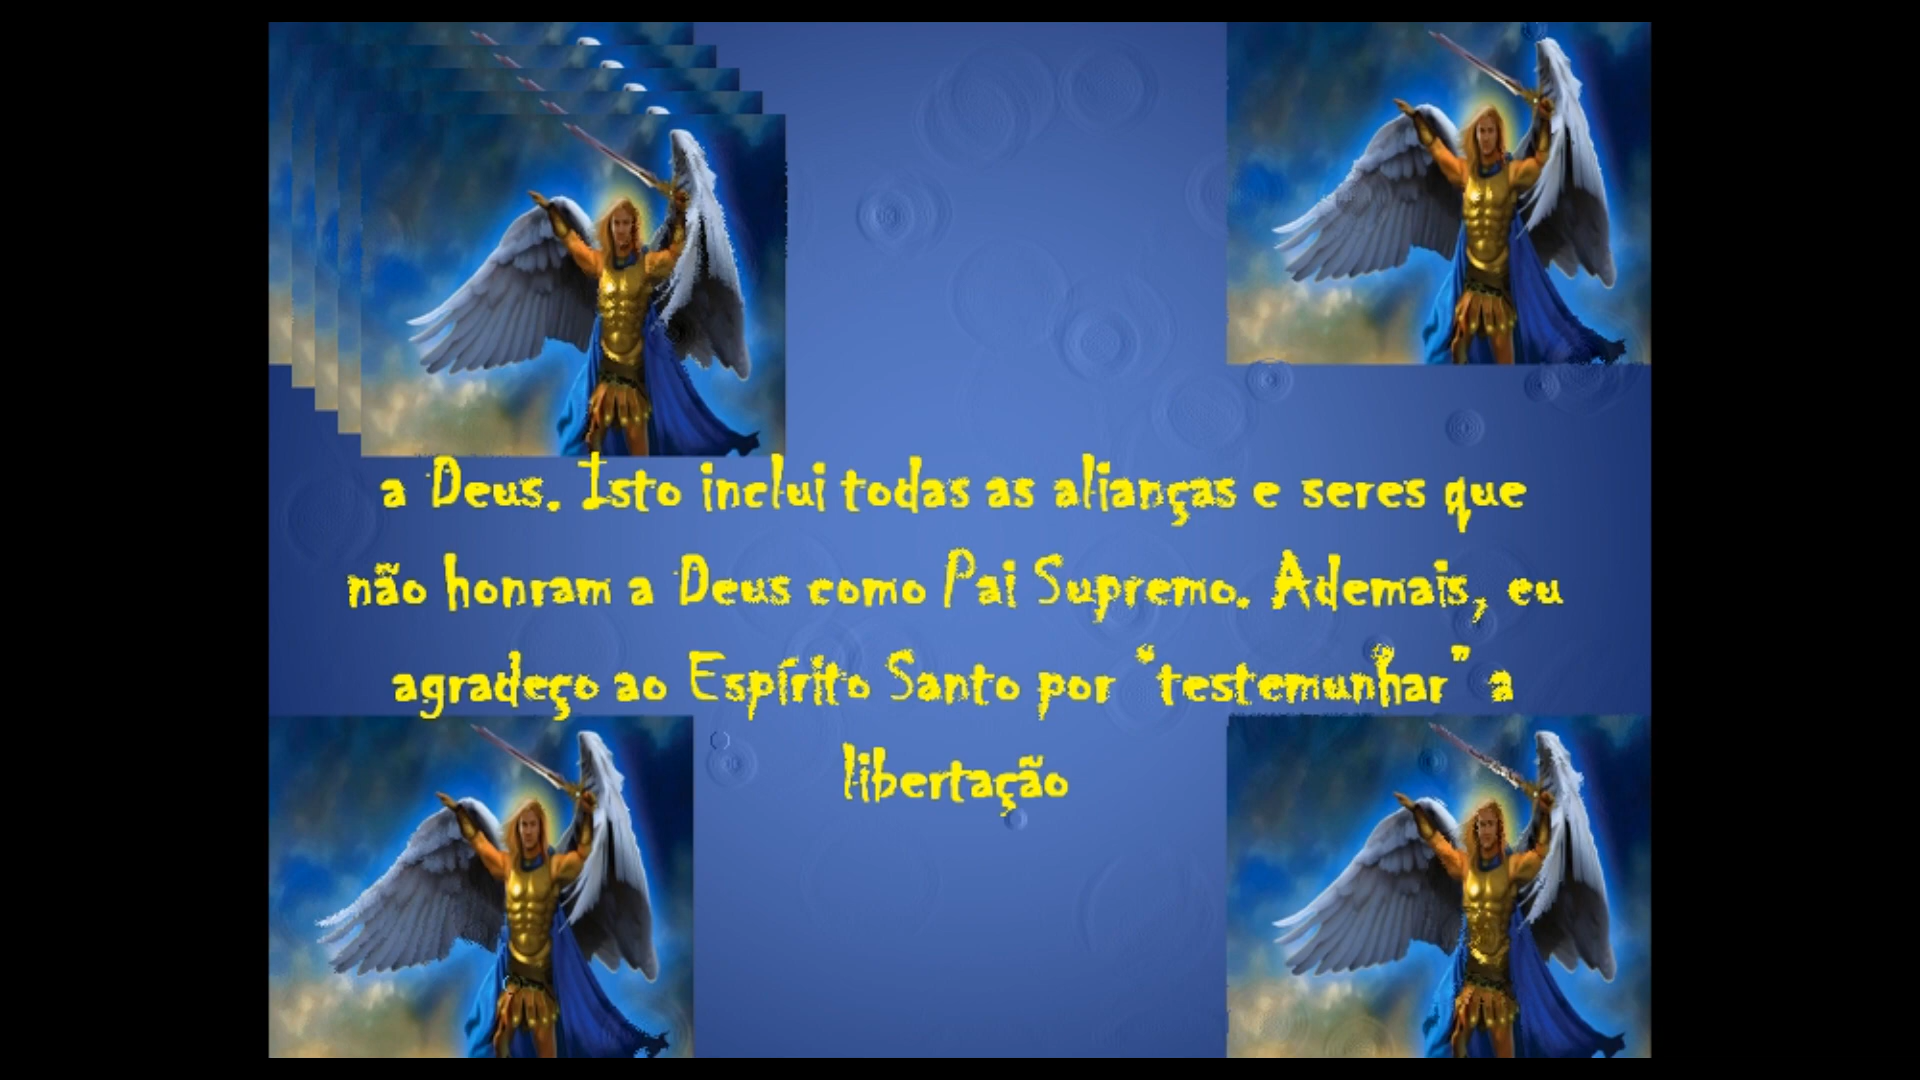 a Deus. Isto inclui todas as alianças e seres que
não honram a Deus como Pai Supremo. Ademais, eu
agradeço ao Espírito Santo por “testemunhar” a
libertação